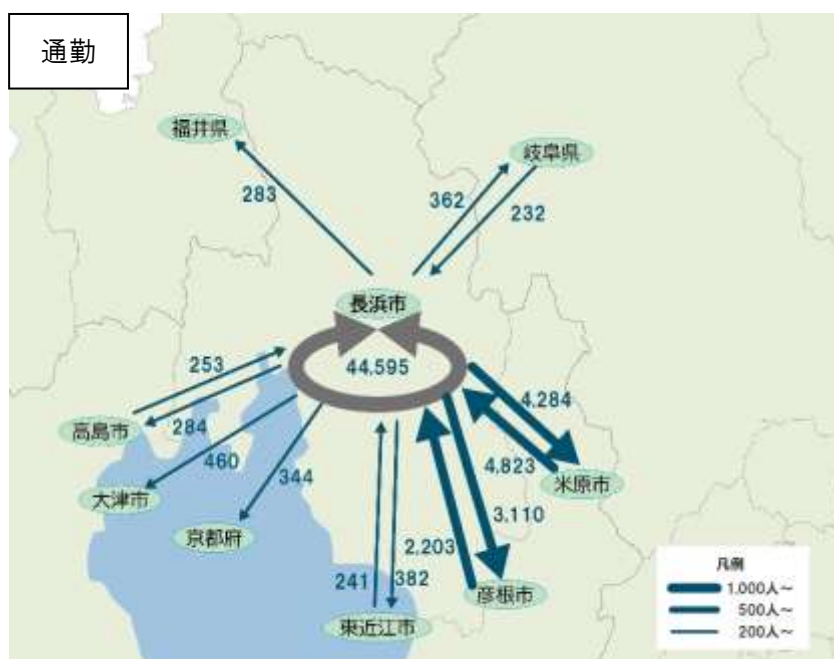 通勤
福井県
岐阜県
283
362
232
長浜市
44.595
253
284
高島市
460
大津市
344
京都府
4.284
4.823
米原市
3.110
2.203
彦根市
241
382
東近江市
凡例
1.000人～
500人～
200人～